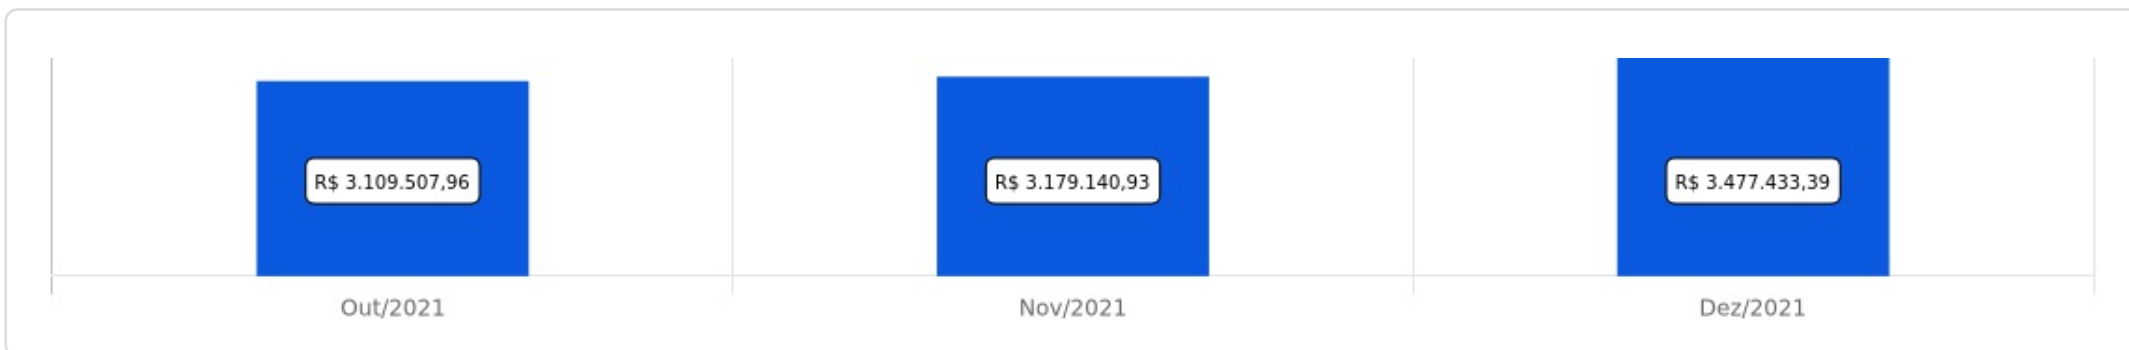 R$ 3.109.507,96
R$ 3.179.140,93
R$ 3.477.433,39
Out/2021
Nov/2021
Dez/2021